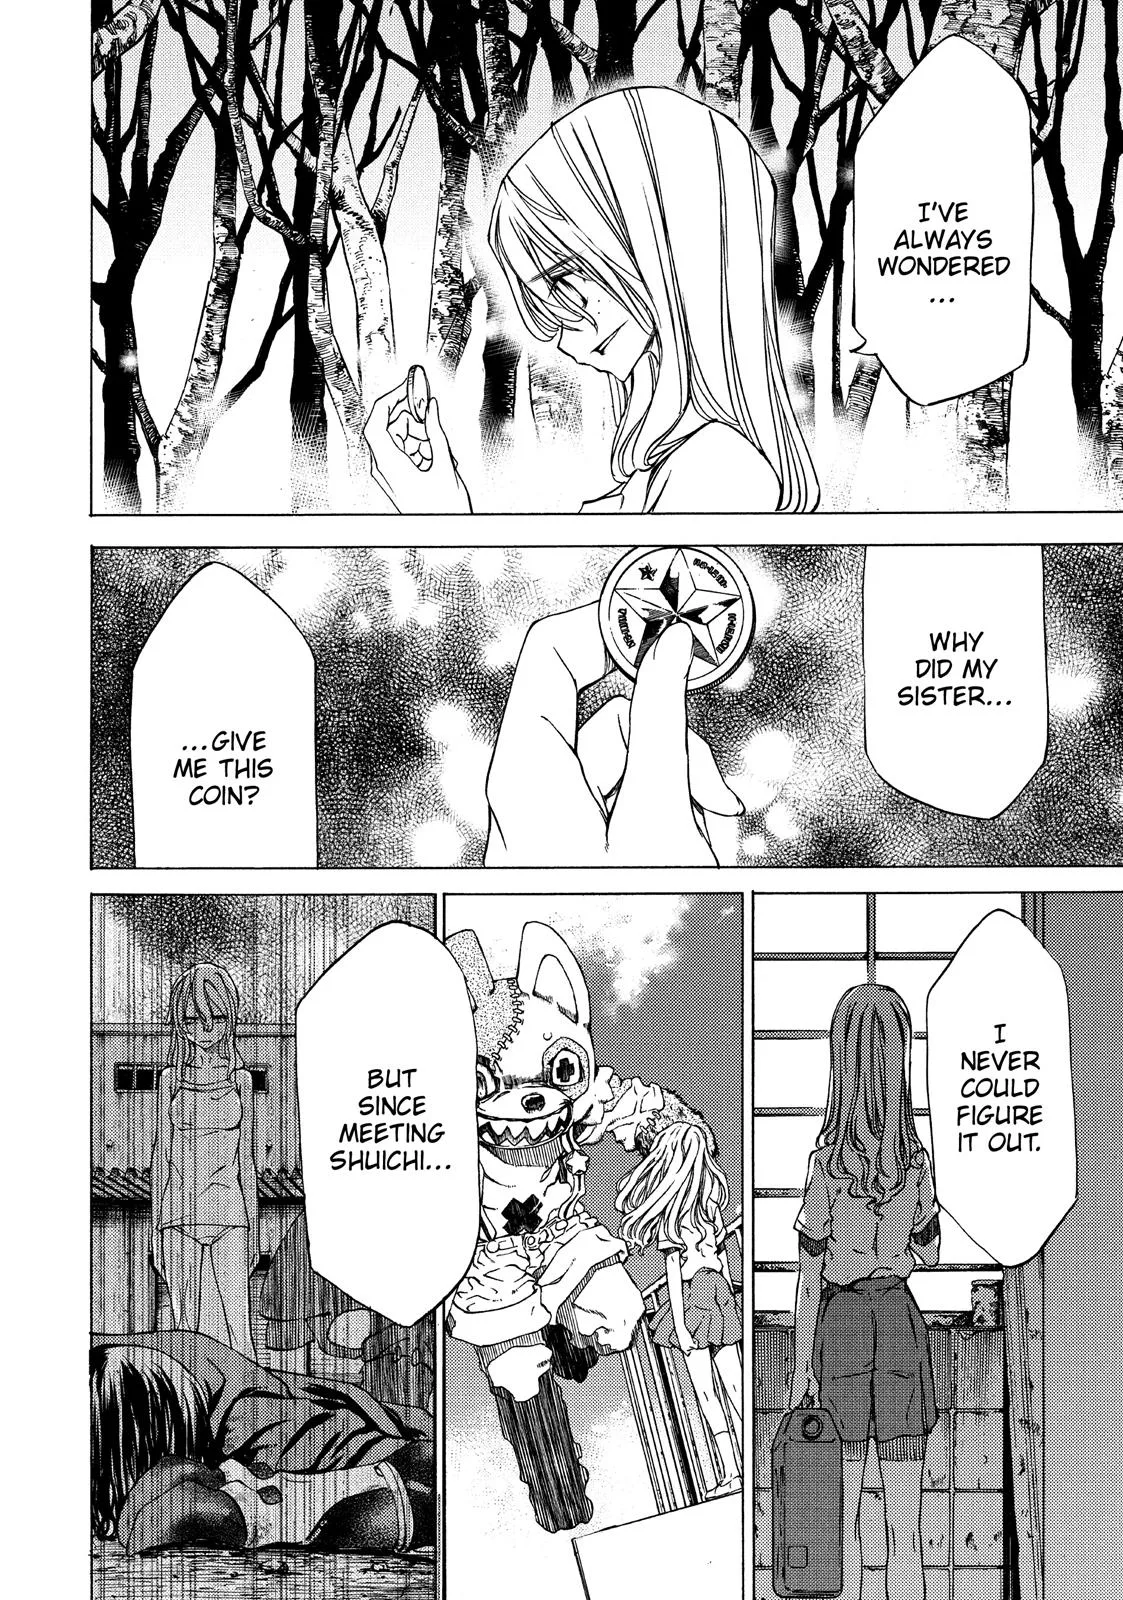 I'VE
ALWAYS
WONDERED
...
WHY
DID MY
SISTER...
...GIVE
ME THIS
COIN?
I
NEVER
COULD
FIGURE
IT OUT.
BUT
SINCE
MEETING
SHUICHI...